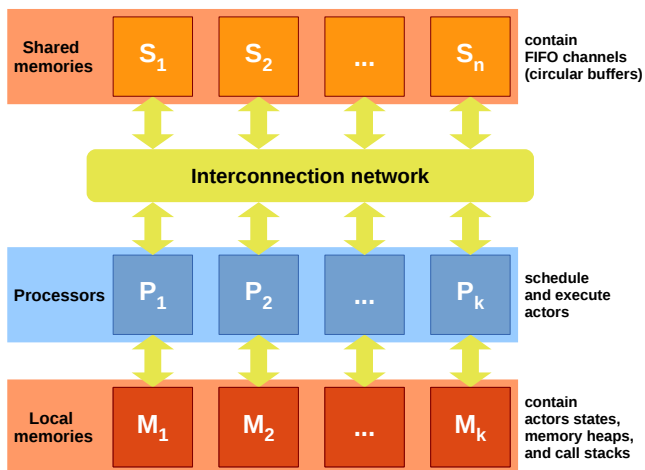 Shared
memories
S1
S2
...
Sn
contain
FIFO channels
(circular buffers)
Interconnection network
Processors
P1
P2
...
Pk
schedule
and execute
actors
Local
memories
M1
M2
...
Mk
contain
actors states,
memory heaps,
and call stacks